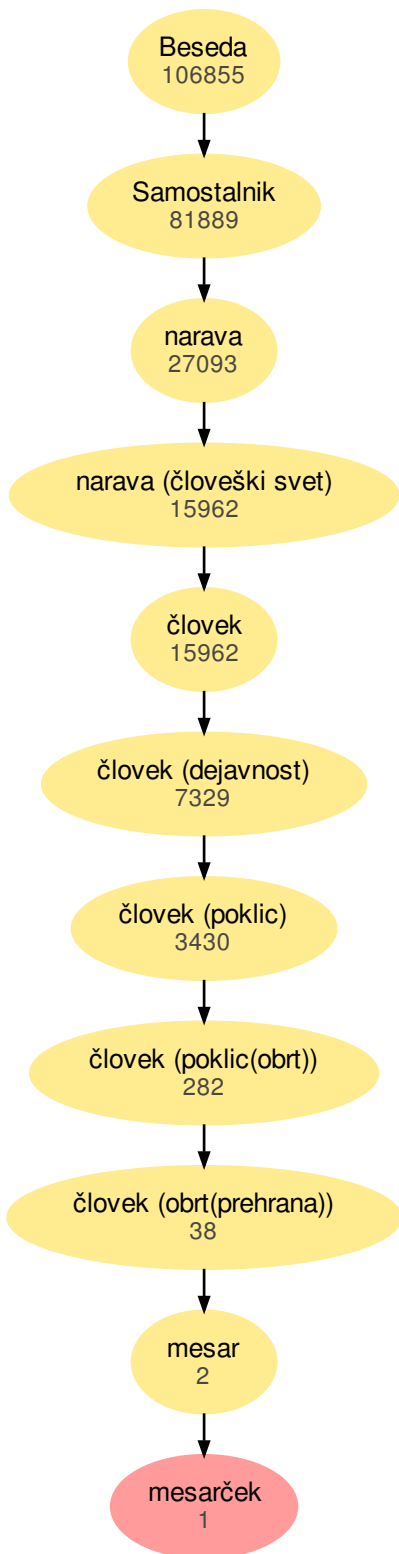 Beseda
106855
Samostalnik
81889
narava
27093
narava (človeški svet)
15962
človek
15962
človek (dejavnost)
7329
človek (poklic)
3430
človek (poklic(obrt))
282
človek (obrt(prehrana))
38
mesar
2
mesarček
1